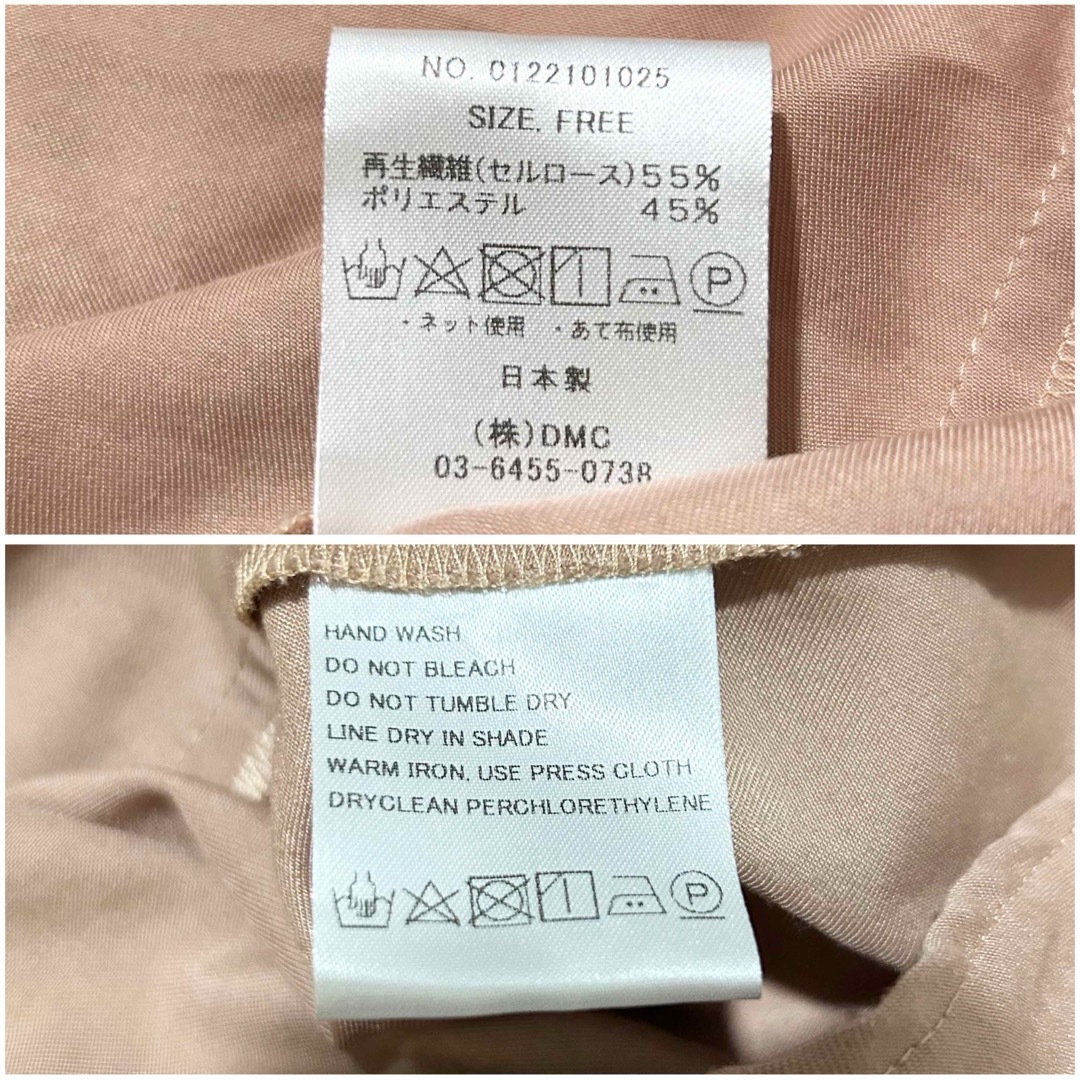 NO. 0122101025
SIZE. FREE
再生繊維(セルロース)55%
ポリエステル 45%
P
・ネット使用 ・あて布使用
日本製
(株)DMC
03-6455-0738
HAND WASH
DO NOT BLEACH
DO NOT TUMBLE DRY
LINE DRY IN SHADE
WARM IRON. USE PRESS CLOTH
DRYCLEAN PERCHLORETHYLENE
P